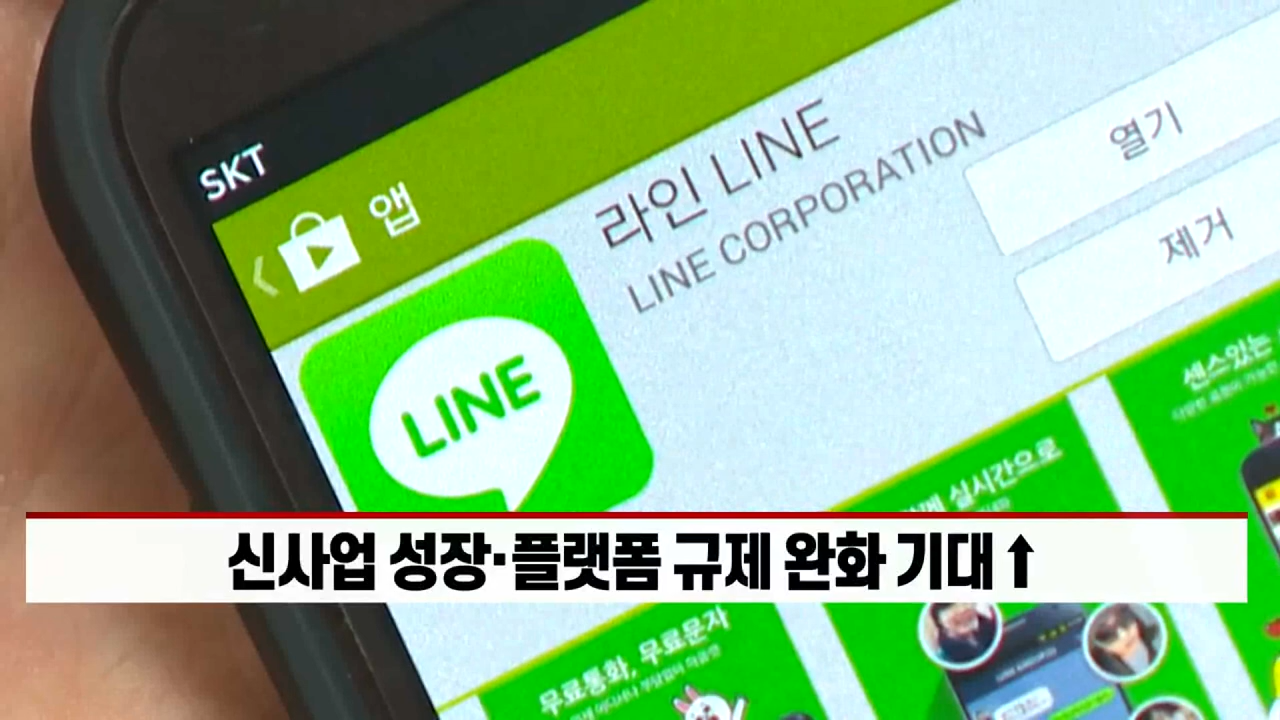 SKT
앱
라인 LINE
LINE CORPORATION
열기
제거
LINE
센스있는
실시간으로
신사업 성장·플랫폼 규제 완화 기대↑
무료통화, 무료문자